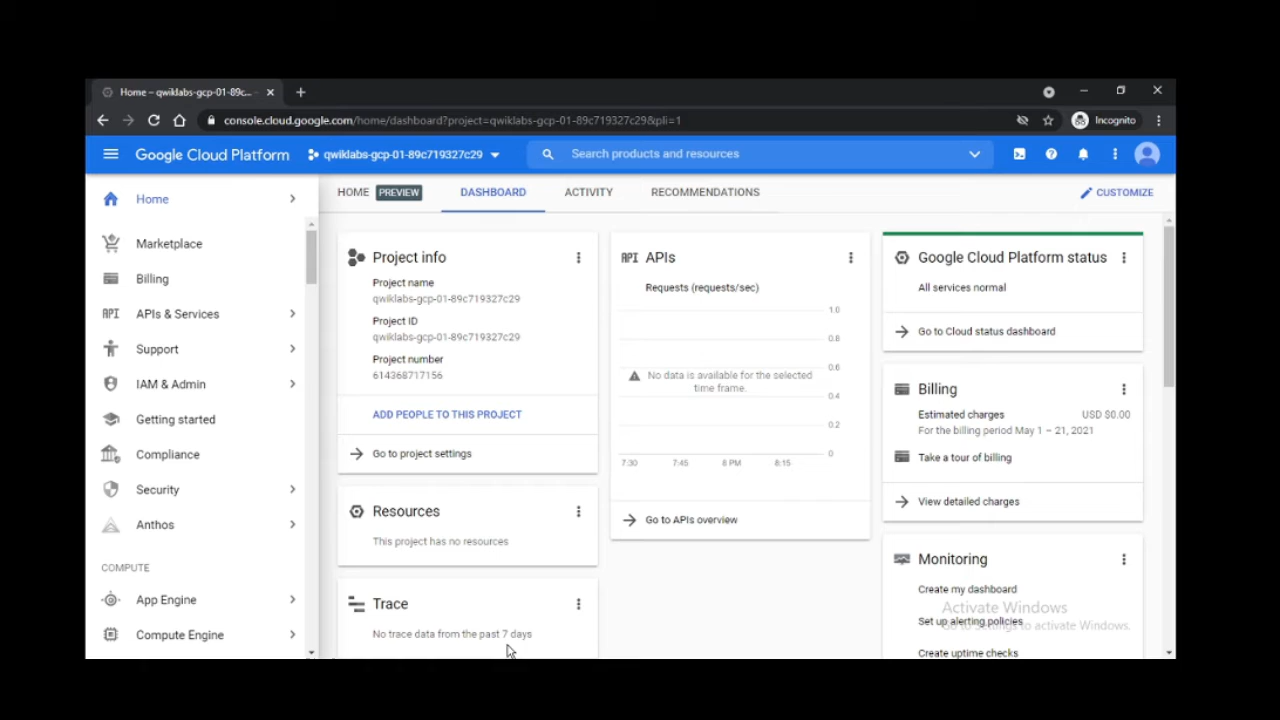 Home – qwiklabs-gcp-01-89c...
console.cloud.google.com/home/dashboard?project=qwiklabs-gcp-01-89c719327c29&pli=1
Incognito
Google Cloud Platform
qwiklabs-gcp-01-89c719327c29
Search products and resources
Home
Marketplace
Billing
API
APIs & Services
Support
IAM & Admin
Getting started
Compliance
Security
Anthos
COMPUTE
App Engine
Compute Engine
HOME PREVIEW
DASHBOARD
ACTIVITY
RECOMMENDATIONS
CUSTOMIZE
Project info
Project name
qwiklabs-gcp-01-89c719327c29
Project ID
qwiklabs-gcp-01-89c719327c29
Project number
614368717156
ADD PEOPLE TO THIS PROJECT
Go to project settings
Resources
This project has no resources
Trace
No trace data from the past 7 days
API APIs
Requests (requests/sec)
1.0
0.8
0.6
No data is available for the selected
time frame.
0.4
0.2
0
7:30 7:45 8 PM 8:15
Go to APIs overview
Google Cloud Platform status
All services normal
Go to Cloud status dashboard
Billing
Estimated charges USD $0.00
For the billing period May 1 – 21, 2021
Take a tour of billing
View detailed charges
Monitoring
Create my dashboard
Activate Windows
Set up alerting policies
Go to Settings to activate Windows.
Create uptime checks